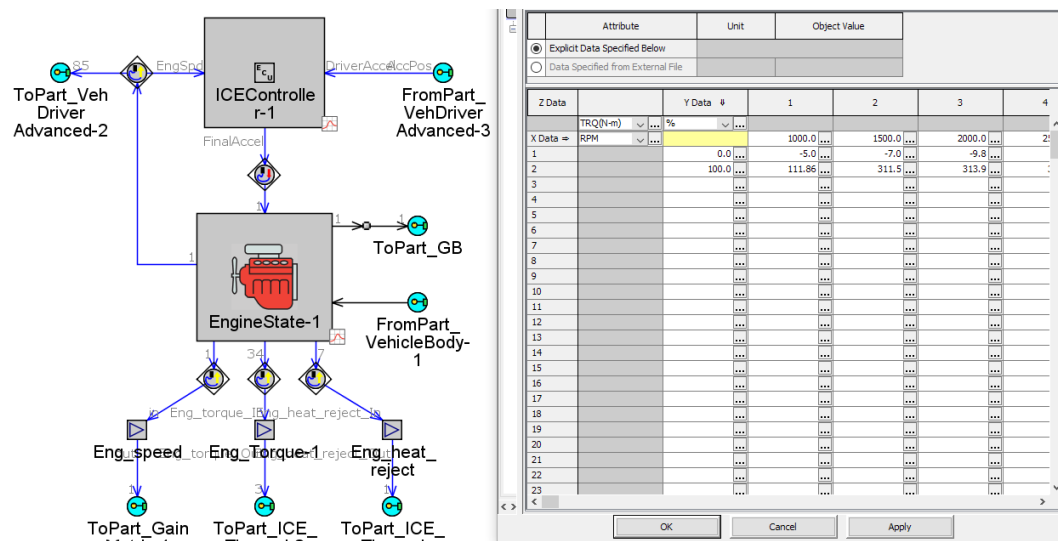 85
EngSpd
DriverAccel
AccPos
ToPart_Veh
Driver
Advanced-2
ECU
ICEControlle
r-1
FromPart_
VehDriver
Advanced-3
FinalAccel
1
1
1
1
ToPart_GB
EngineState-1
FromPart_
VehicleBody-
1
1
34
7
Eng_speed
Eng_Torque-1
Eng_heat_
reject
1
3
1
ToPart_Gain
ToPart_ICE_
ToPart_ICE_
Attribute Unit Object Value
Explicit Data Specified Below
Data Specified from External File
Z Data Y Data 1 2 3 4
TRQ(N-m) ... % ...
X Data ⇒ RPM ... 1000.0 ... 1500.0 ... 2000.0 ...
1 0.0 ... -5.0 ... -7.0 ... -9.8 ...
2 100.0 ... 111.86 ... 311.5 ... 313.9 ...
3 ... ... ... ...
4 ... ... ... ...
5 ... ... ... ...
6 ... ... ... ...
7 ... ... ... ...
8 ... ... ... ...
9 ... ... ... ...
10 ... ... ... ...
11 ... ... ... ...
12 ... ... ... ...
13 ... ... ... ...
14 ... ... ... ...
15 ... ... ... ...
16 ... ... ... ...
17 ... ... ... ...
18 ... ... ... ...
19 ... ... ... ...
20 ... ... ... ...
21 ... ... ... ...
22 ... ... ... ...
23 ... ... ... ...
OK Cancel Apply